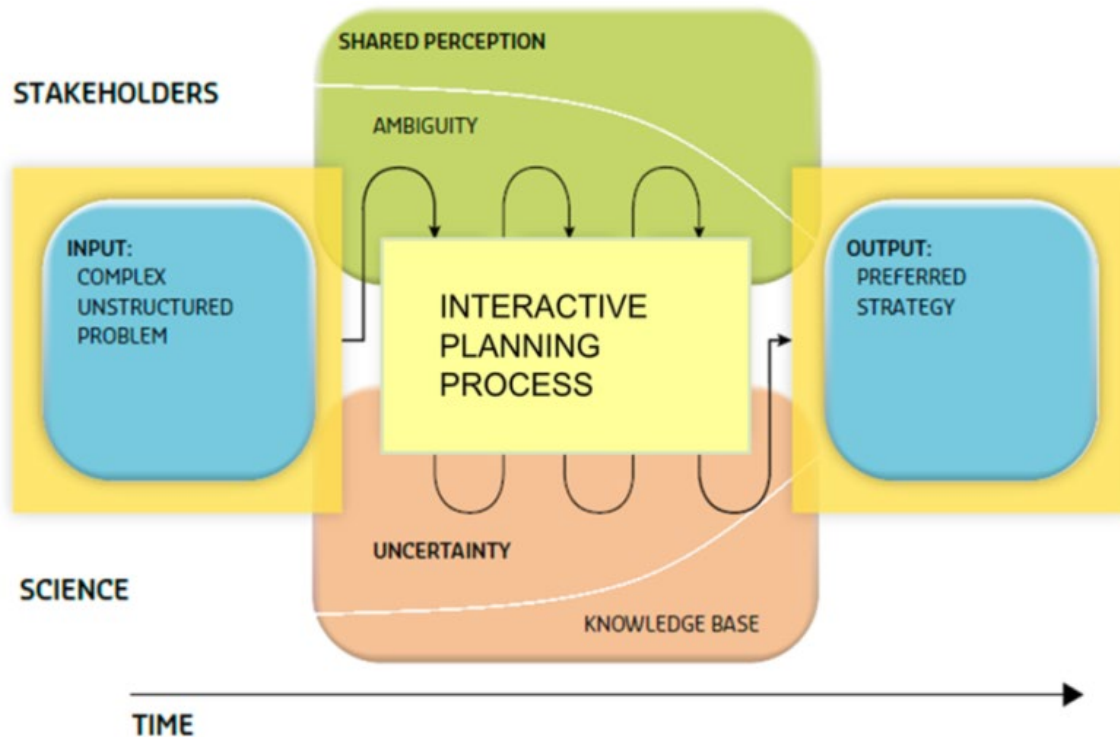 SHARED PERCEPTION
STAKEHOLDERS
AMBIGUITY
INPUT:
COMPLEX
UNSTRUCTURED
PROBLEM
INTERACTIVE
PLANNING
PROCESS
OUTPUT:
PREFERRED
STRATEGY
UNCERTAINTY
SCIENCE
KNOWLEDGE BASE
TIME